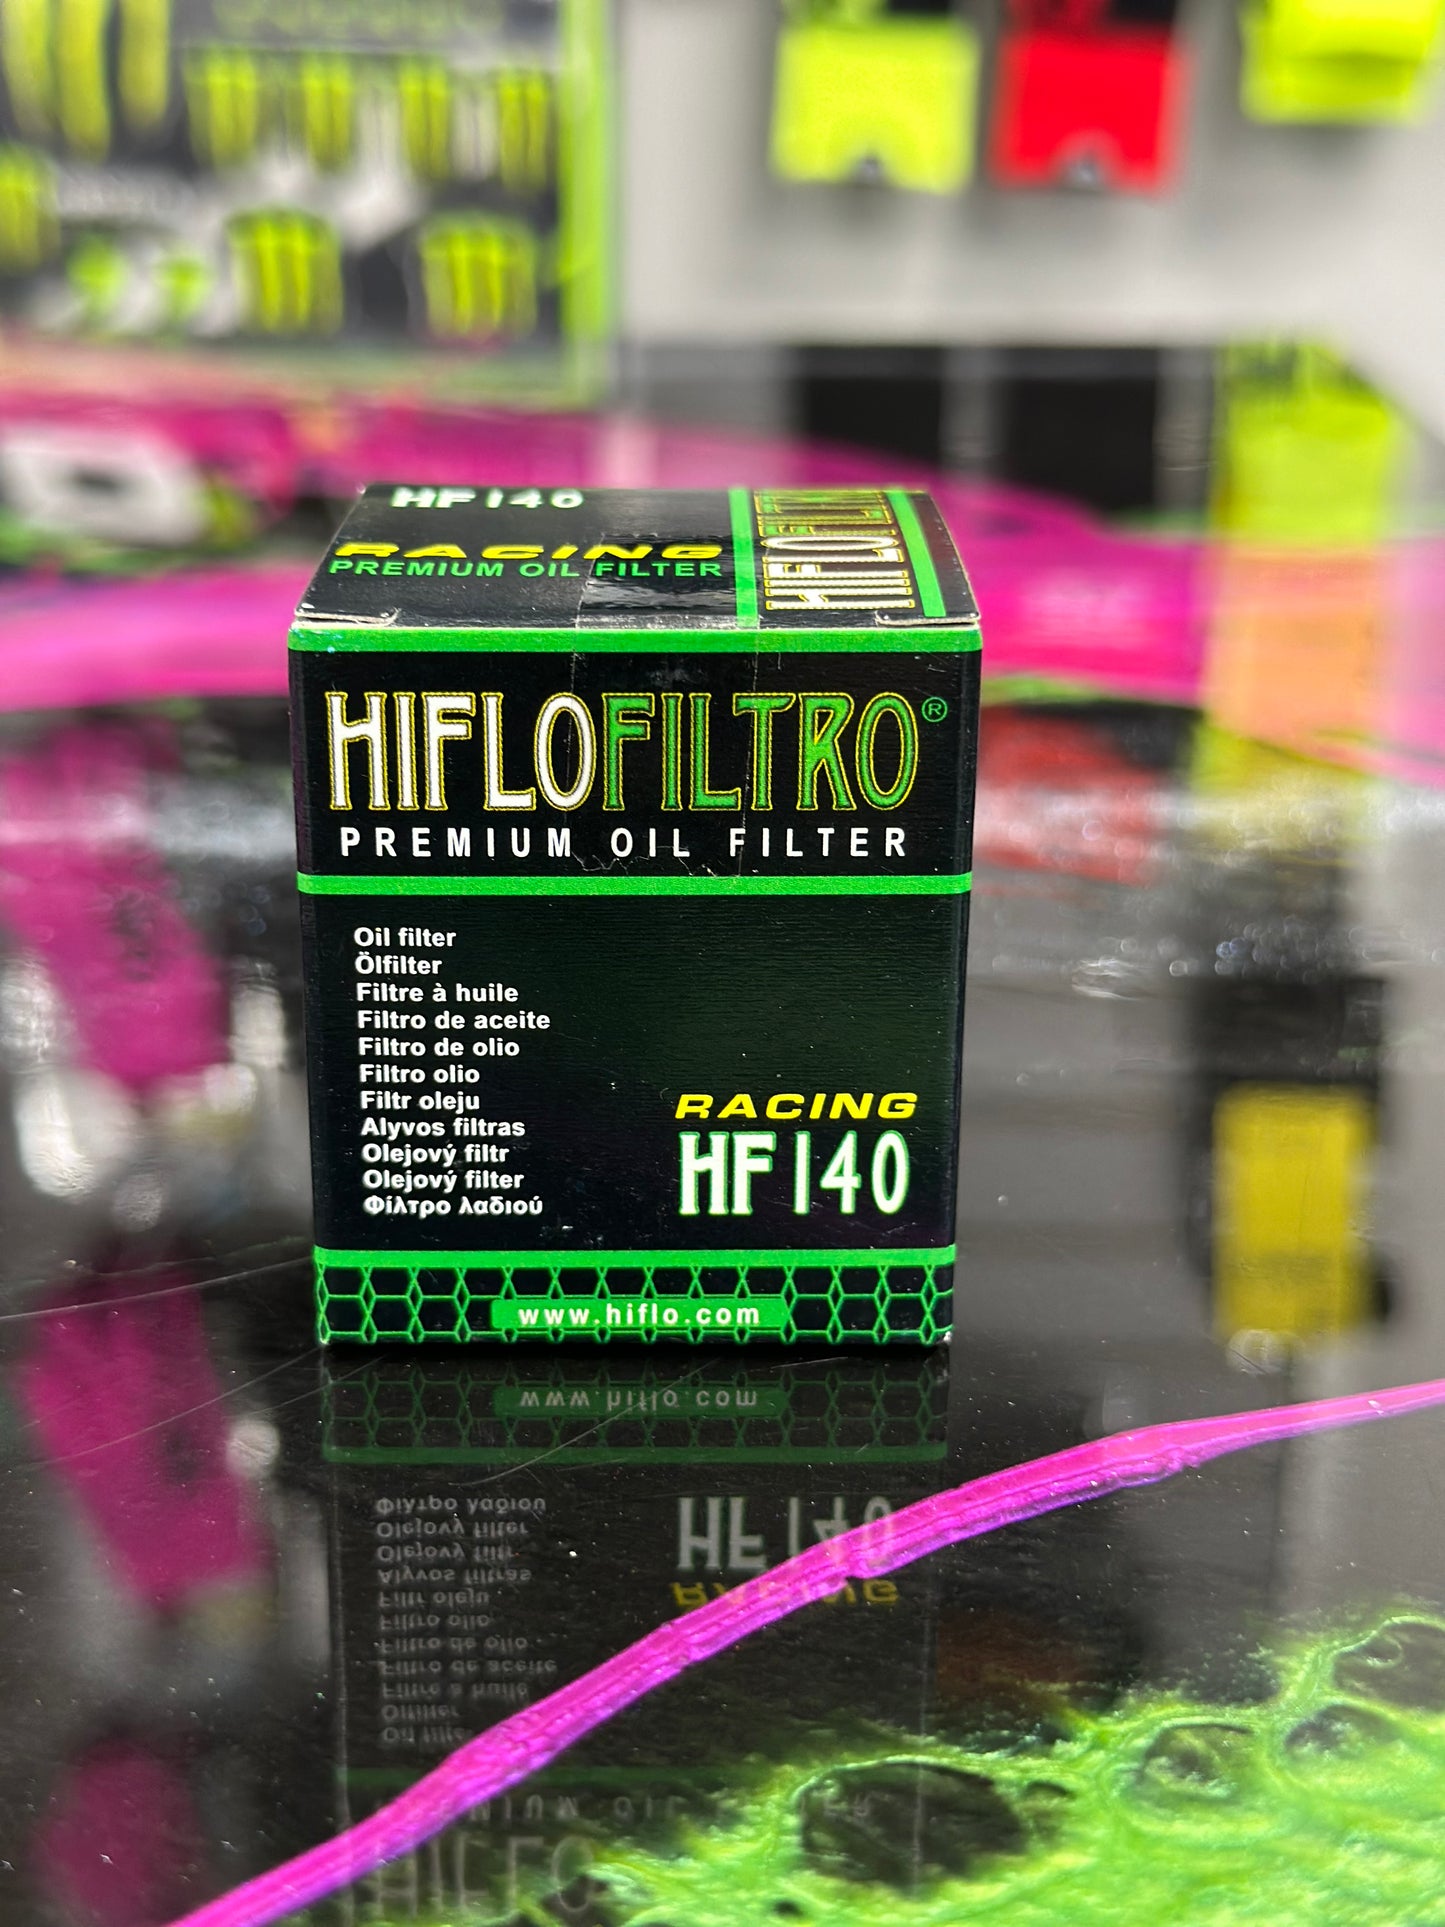 HF140
RACING
PREMIUM OIL FILTER
HIFLOFILTRO
HIFLOFILTRO®
PREMIUM OIL FILTER
Oil filter
Ölfilter
Filtre à huile
Filtro de aceite
Filtro de olio
Filtro olio
Filtr oleju
Alyvos filtras
Olejový filtr
Olejový filter
Φίλτρο λαδιού
RACING
HF140
www.hiflo.com